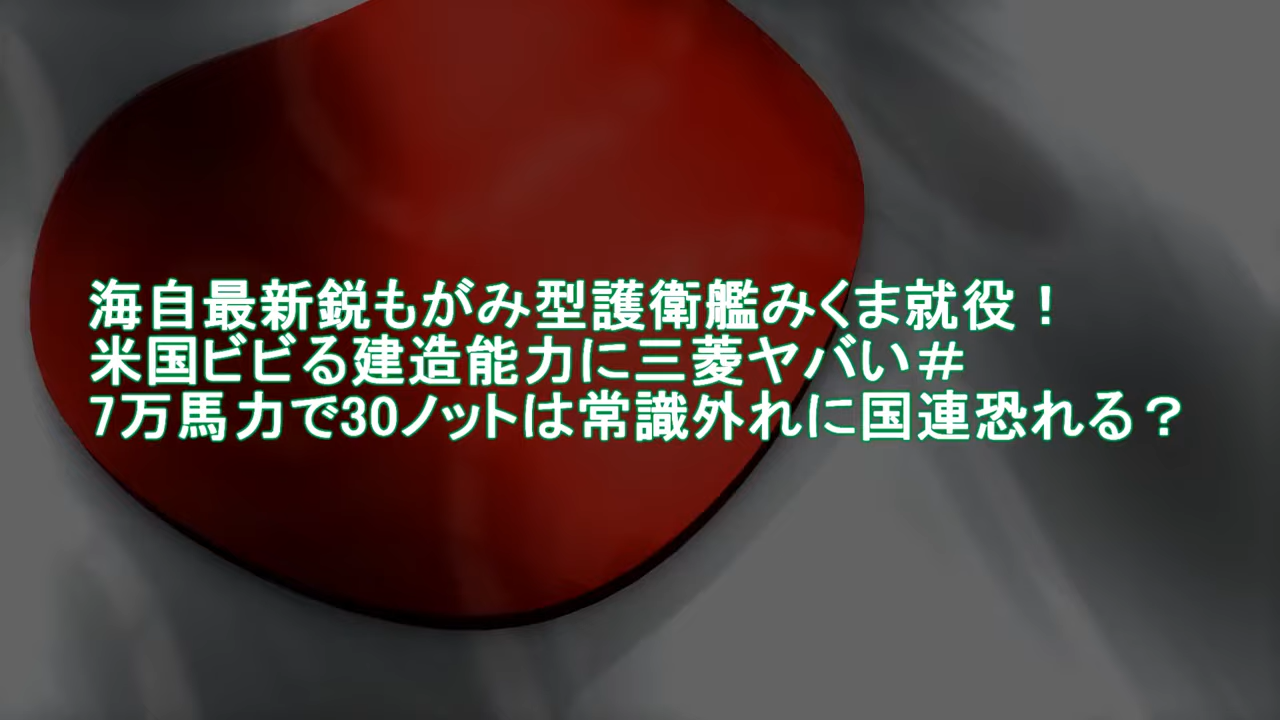 海自最新鋭もがみ型護衛艦みくま就役！
米国ビビる建造能力に三菱ヤバい＃
7万馬力で30ノットは常識外れに国連恐れる？